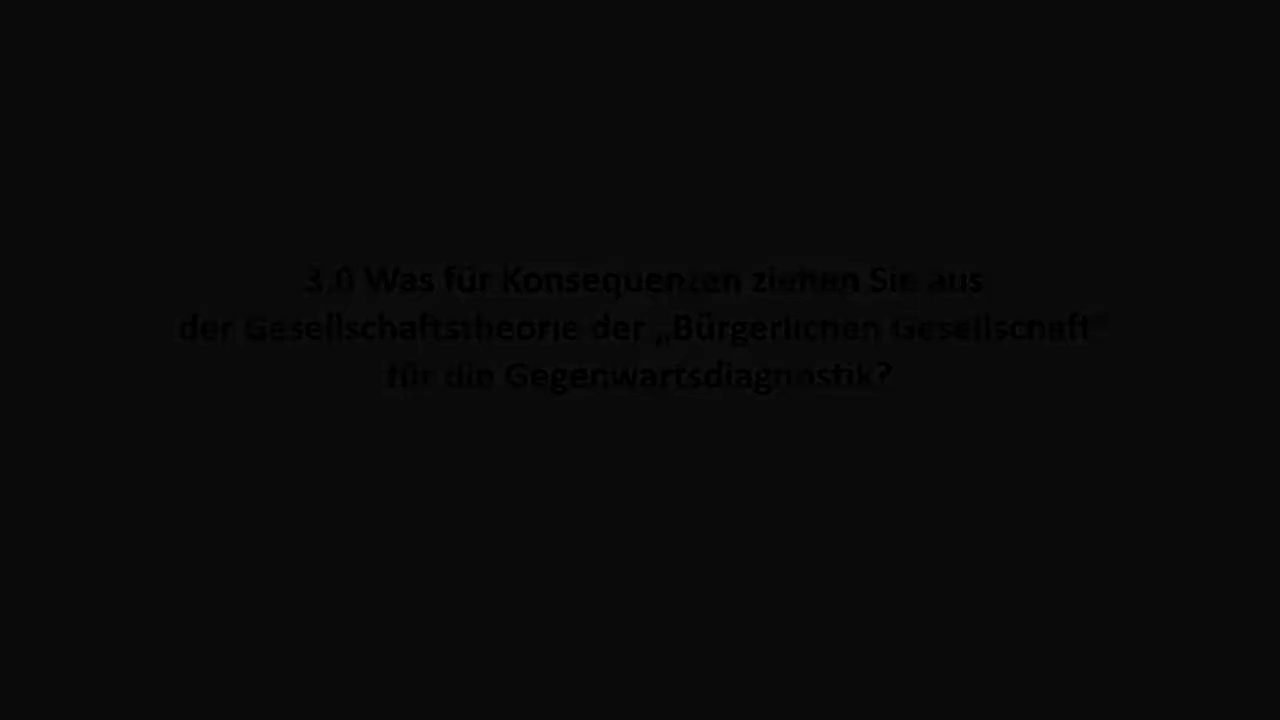 3.0 Was für Konsequenzen ziehen Sie aus
der Gesellschaftstheorie der „Bürgerlichen Gesellschaft“
für die Gegenwartsdiagnostik?